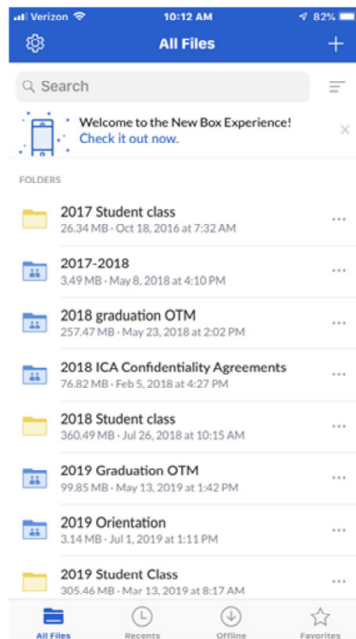 Verizon 10:12 AM 82%
All Files
Search
Welcome to the New Box Experience!
Check it out now.
FOLDERS
2017 Student class
26.34 MB · Oct 18, 2016 at 7:32 AM
2017-2018
3.49 MB · May 8, 2018 at 4:10 PM
2018 graduation OTM
257.47 MB · May 23, 2018 at 2:02 PM
2018 ICA Confidentiality Agreements
76.82 MB · Feb 5, 2018 at 4:27 PM
2018 Student class
360.49 MB · Jul 26, 2018 at 10:15 AM
2019 Graduation OTM
99.85 MB · May 13, 2019 at 1:42 PM
2019 Orientation
3.14 MB · Jul 1, 2019 at 1:11 PM
2019 Student Class
305.46 MB · Mar 13, 2019 at 8:17 AM
All Files Recents Offline Favorites